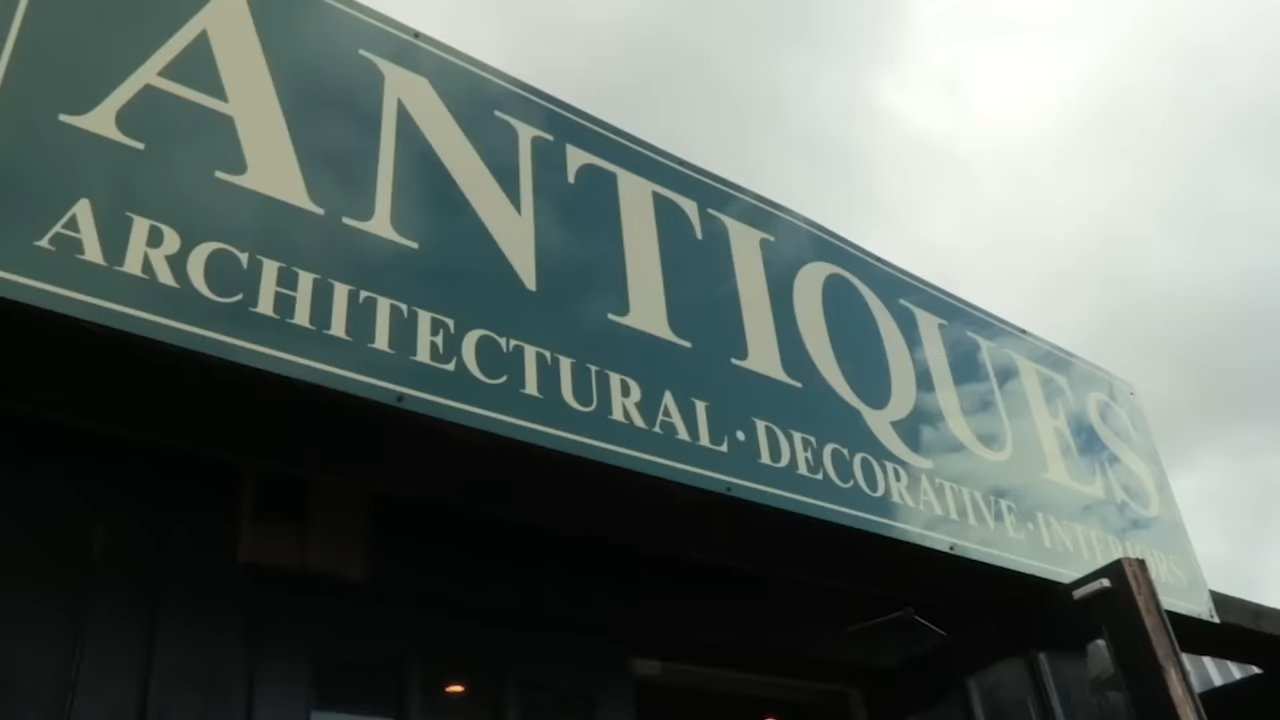 ANTIQUES
ARCHITECTURAL · DECORATIVE · INTERIORS